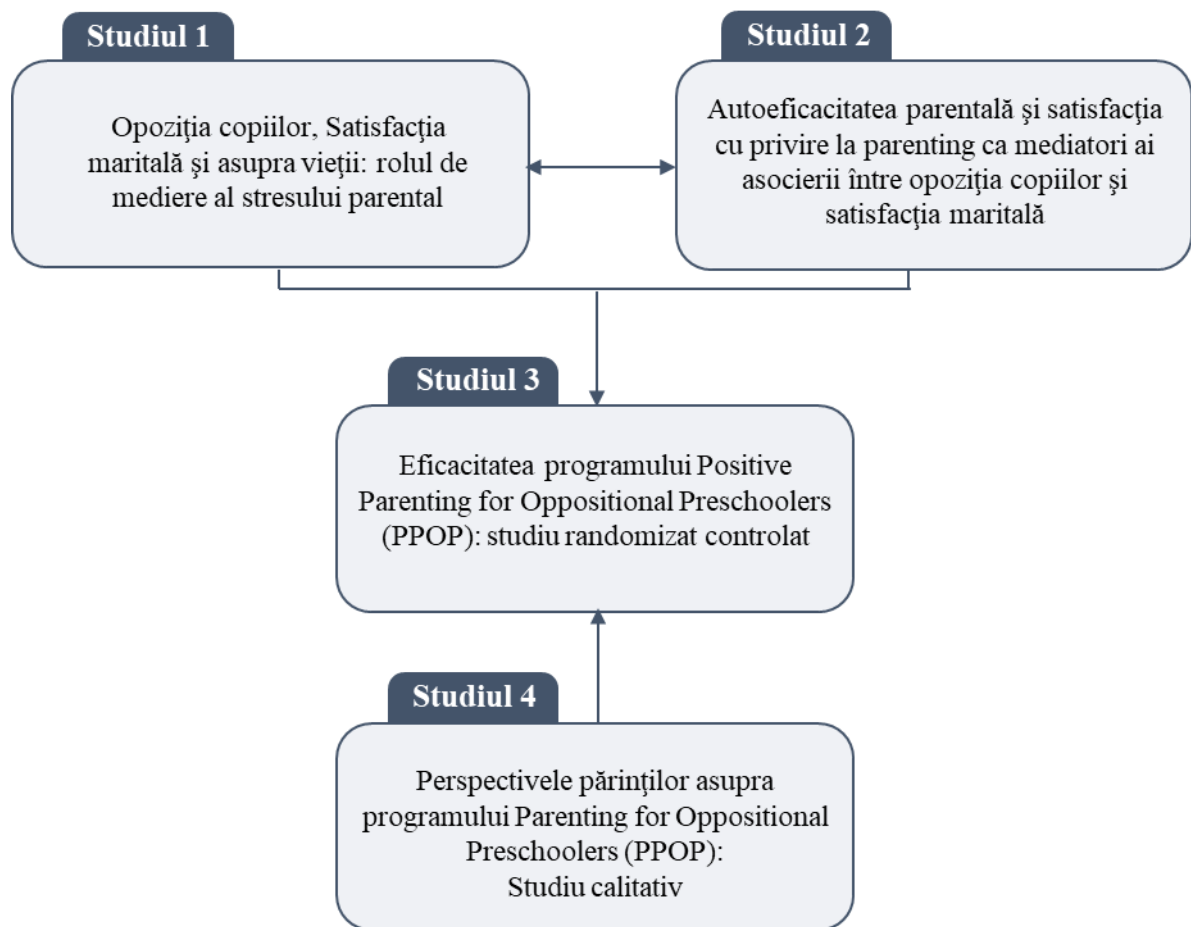 Studiul 1
Opoziţia copiilor, Satisfacţia
maritală şi asupra vieţii: rolul de
mediere al stresului parental
Studiul 2
Autoeficacitatea parentală şi satisfacţia
cu privire la parenting ca mediatori ai
asocierii între opoziţia copiilor şi
satisfacţia maritală
Studiul 3
Eficacitatea programului Positive
Parenting for Oppositional Preschoolers
(PPOP): studiu randomizat controlat
Studiul 4
Perspectivele părinţilor asupra
programului Parenting for Oppositional
Preschoolers (PPOP):
Studiu calitativ